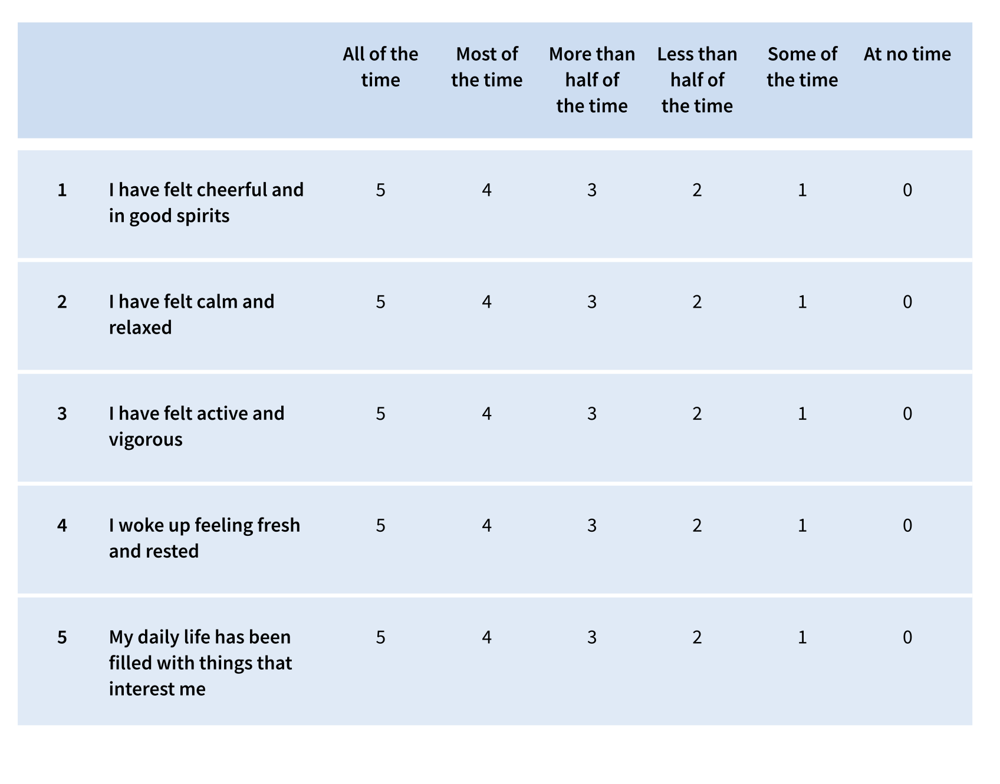 All of the time
Most of the time
More than half of the time
Less than half of the time
Some of the time
At no time
1 I have felt cheerful and in good spirits 5 4 3 2 1 0
2 I have felt calm and relaxed 5 4 3 2 1 0
3 I have felt active and vigorous 5 4 3 2 1 0
4 I woke up feeling fresh and rested 5 4 3 2 1 0
5 My daily life has been filled with things that interest me 5 4 3 2 1 0